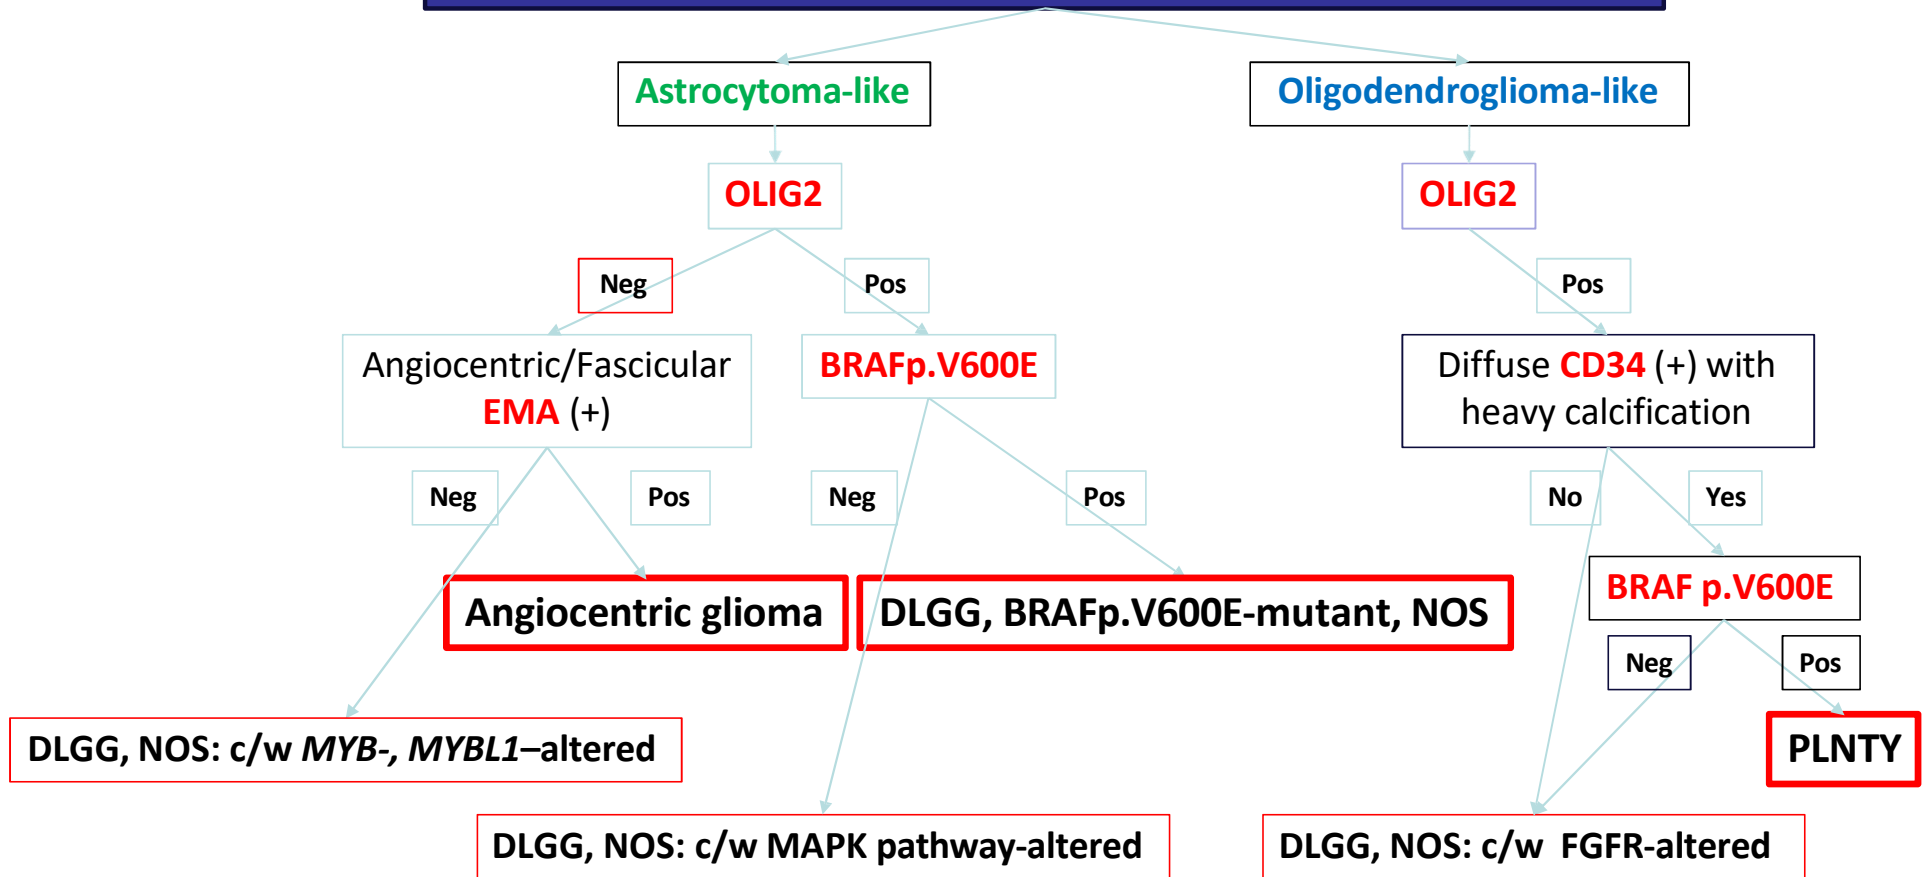 Astrocytoma-like
Oligodendroglioma-like
OLIG2
OLIG2
Neg
Pos
Pos
Angiocentric/Fascicular
EMA (+)
BRAFp.V600E
Diffuse CD34 (+) with
heavy calcification
Neg
Pos
Neg
Pos
No
Yes
BRAF p.V600E
Angiocentric glioma
DLGG, BRAFp.V600E-mutant, NOS
Neg
Pos
DLGG, NOS: c/w MYB-, MYBL1–altered
PLNTY
DLGG, NOS: c/w MAPK pathway-altered
DLGG, NOS: c/w FGFR-altered